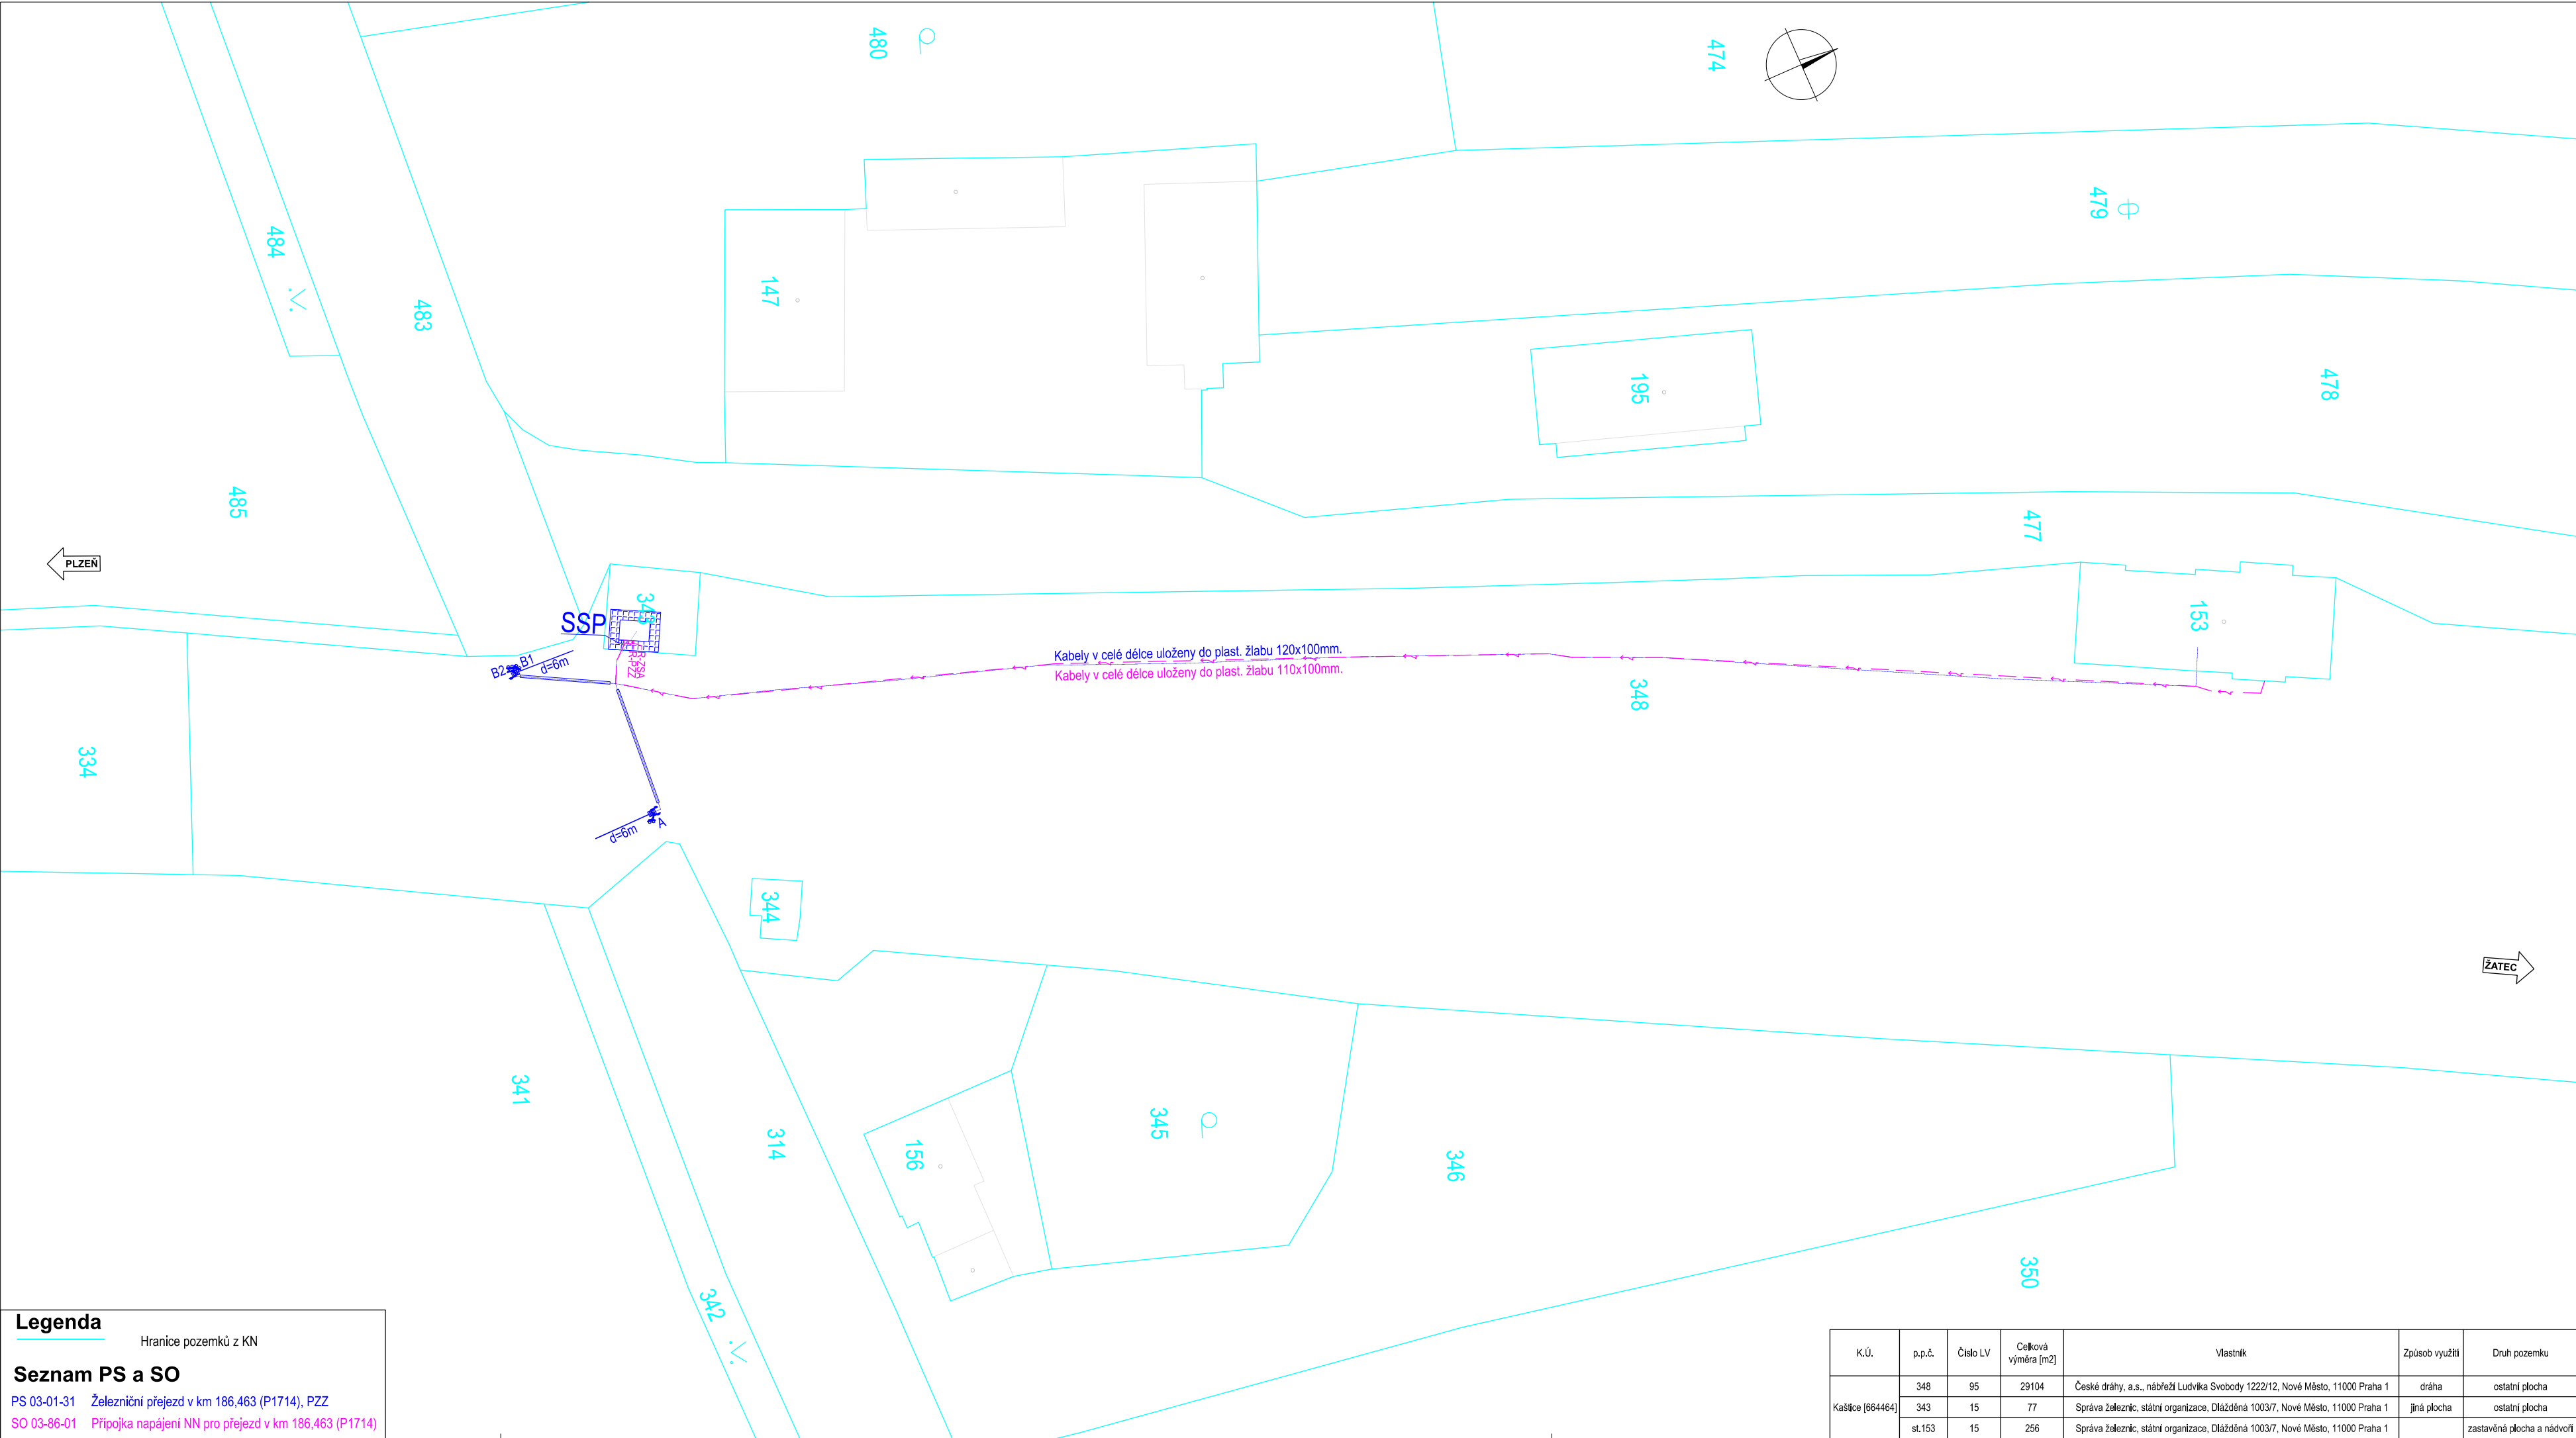 480
474
479
484
147
483
195
478
485
477
PLZEŇ
343
SSP
153
B2
B1
d=6m
R-ZSA
R-PZZ
Kabely v celé délce uloženy do plast. žlabu 120x100mm.
Kabely v celé délce uloženy do plast. žlabu 110x100mm.
348
334
A
d=6m
344
ŽATEC
341
314
156
345
346
350
342
Legenda
Hranice pozemků z KN
Seznam PS a SO
PS 03-01-31 Železniční přejezd v km 186,463 (P1714), PZZ
SO 03-86-01 Přípojka napájení NN pro přejezd v km 186,463 (P1714)
K.Ú. p.p.č. Číslo LV Celková výměra [m2] Vlastník Způsob využití Druh pozemku
Kaštice [664464]
348 95 29104 České dráhy, a.s., nábřeží Ludvíka Svobody 1222/12, Nové Město, 11000 Praha 1 dráha ostatní plocha
343 15 77 Správa železnic, státní organizace, Dlážděná 1003/7, Nové Město, 11000 Praha 1 jiná plocha ostatní plocha
st.153 15 256 Správa železnic, státní organizace, Dlážděná 1003/7, Nové Město, 11000 Praha 1 zastavěná plocha a nádvoří